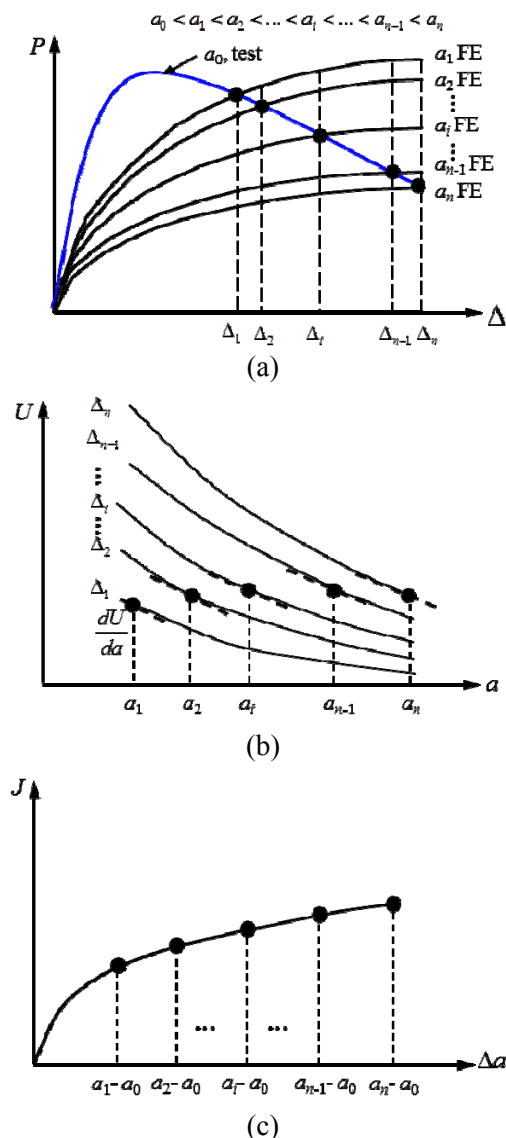 a₀ < a₁ < a₂ < ... < aᵢ < ... < aₙ₋₁ < aₙ
P
a₀, test
a₁ FE
a₂ FE
⋮
aᵢ FE
⋮
aₙ₋₁ FE
aₙ FE
Δ₁ Δ₂ Δᵢ Δₙ₋₁ Δₙ Δ
(a)
U
Δₙ
Δₙ₋₁
⋮
Δᵢ
⋮
Δ₂
Δ₁
dU
da
a₁ a₂ aᵢ aₙ₋₁ aₙ a
(b)
J
... ...
a₁- a₀ a₂- a₀ aᵢ- a₀ aₙ₋₁- a₀ aₙ- a₀ Δa
(c)